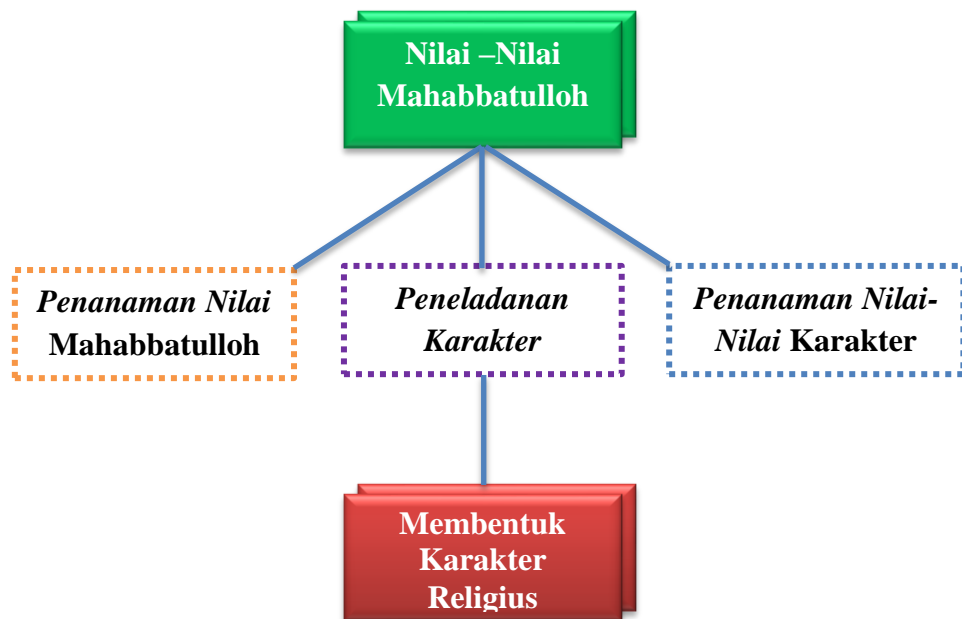 Nilai –Nilai
Mahabbatulloh
Penanaman Nilai
Mahabbatulloh
Peneladanan
Karakter
Penanaman Nilai-
Nilai Karakter
Membentuk
Karakter
Religius